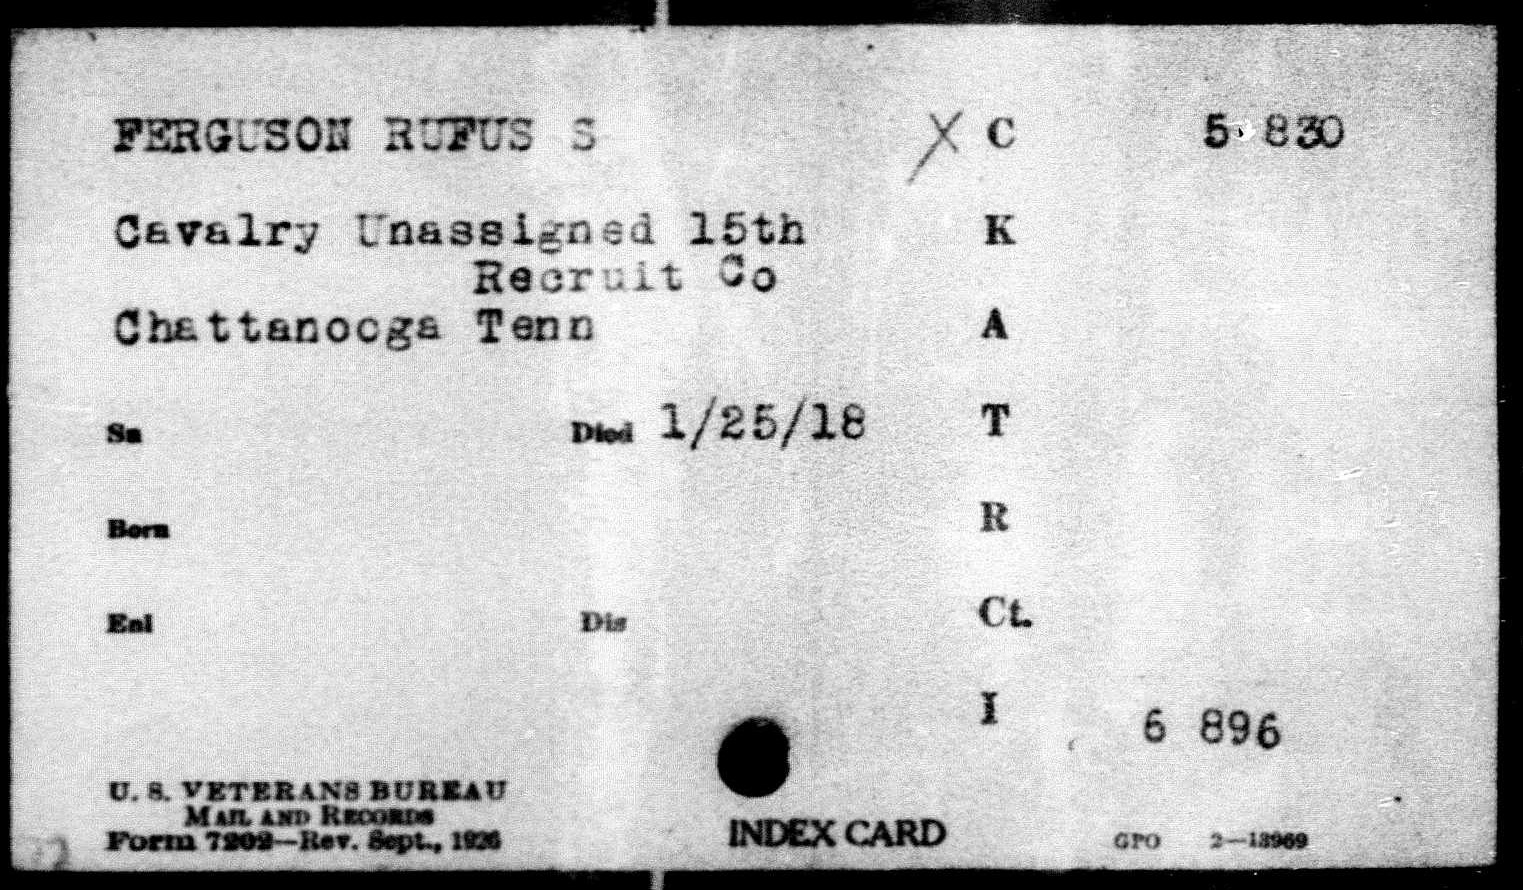 FERGUSON RUFUS S X C 5 830
Cavalry Unassigned 15th K
Recruit Co
Chattanooga Tenn A
Sn Died 1/25/18 T
Born R
Enl Dis Ct.
I 6 896
U. S. VETERANS BUREAU
MAIL AND RECORDS
Form 7202—Rev. Sept., 1926
INDEX CARD
GPO 2—13969